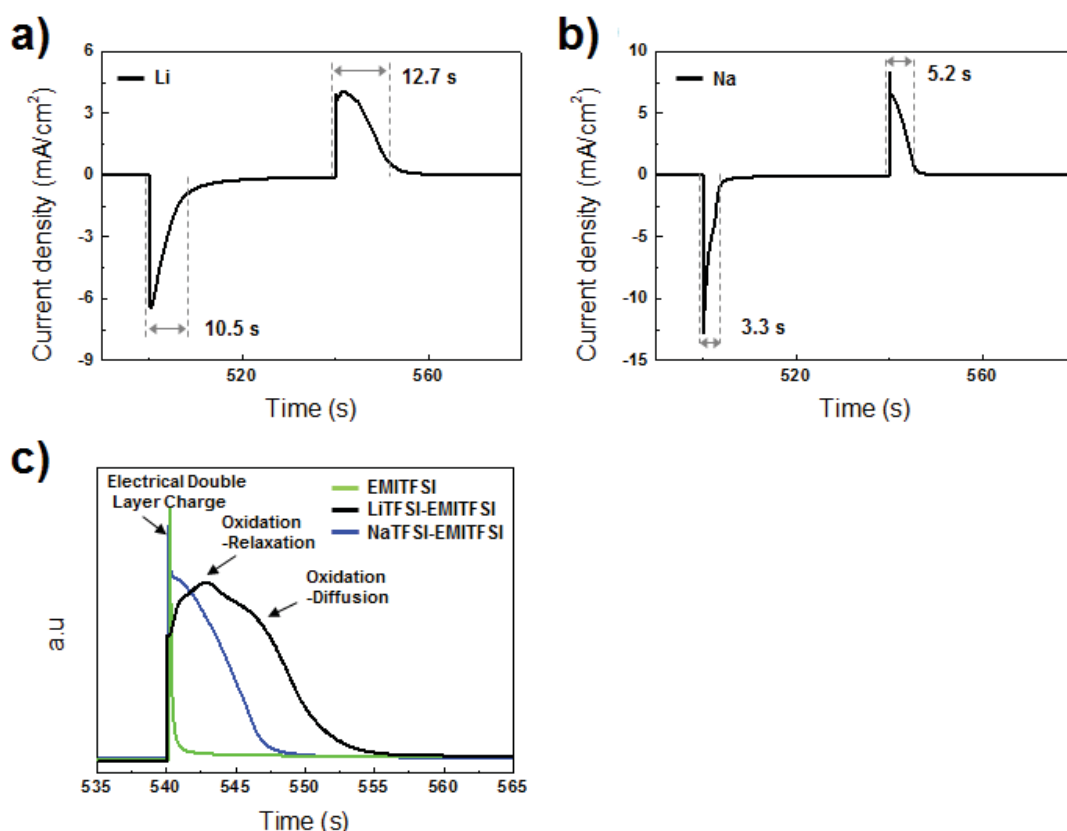 a)
Li
12.7 s
10.5 s
6
3
0
-3
-6
-9
520
560
Current density (mA/cm²)
Time (s)
b)
Na
5.2 s
3.3 s
10
5
0
-5
-10
-15
520
560
Current density (mA/cm²)
Time (s)
c)
Electrical Double
Layer Charge
Oxidation
-Relaxation
Oxidation
-Diffusion
EMITFSI
LiTFSI-EMITFSI
NaTFSI-EMITFSI
a.u
535
540
545
550
555
560
565
Time (s)